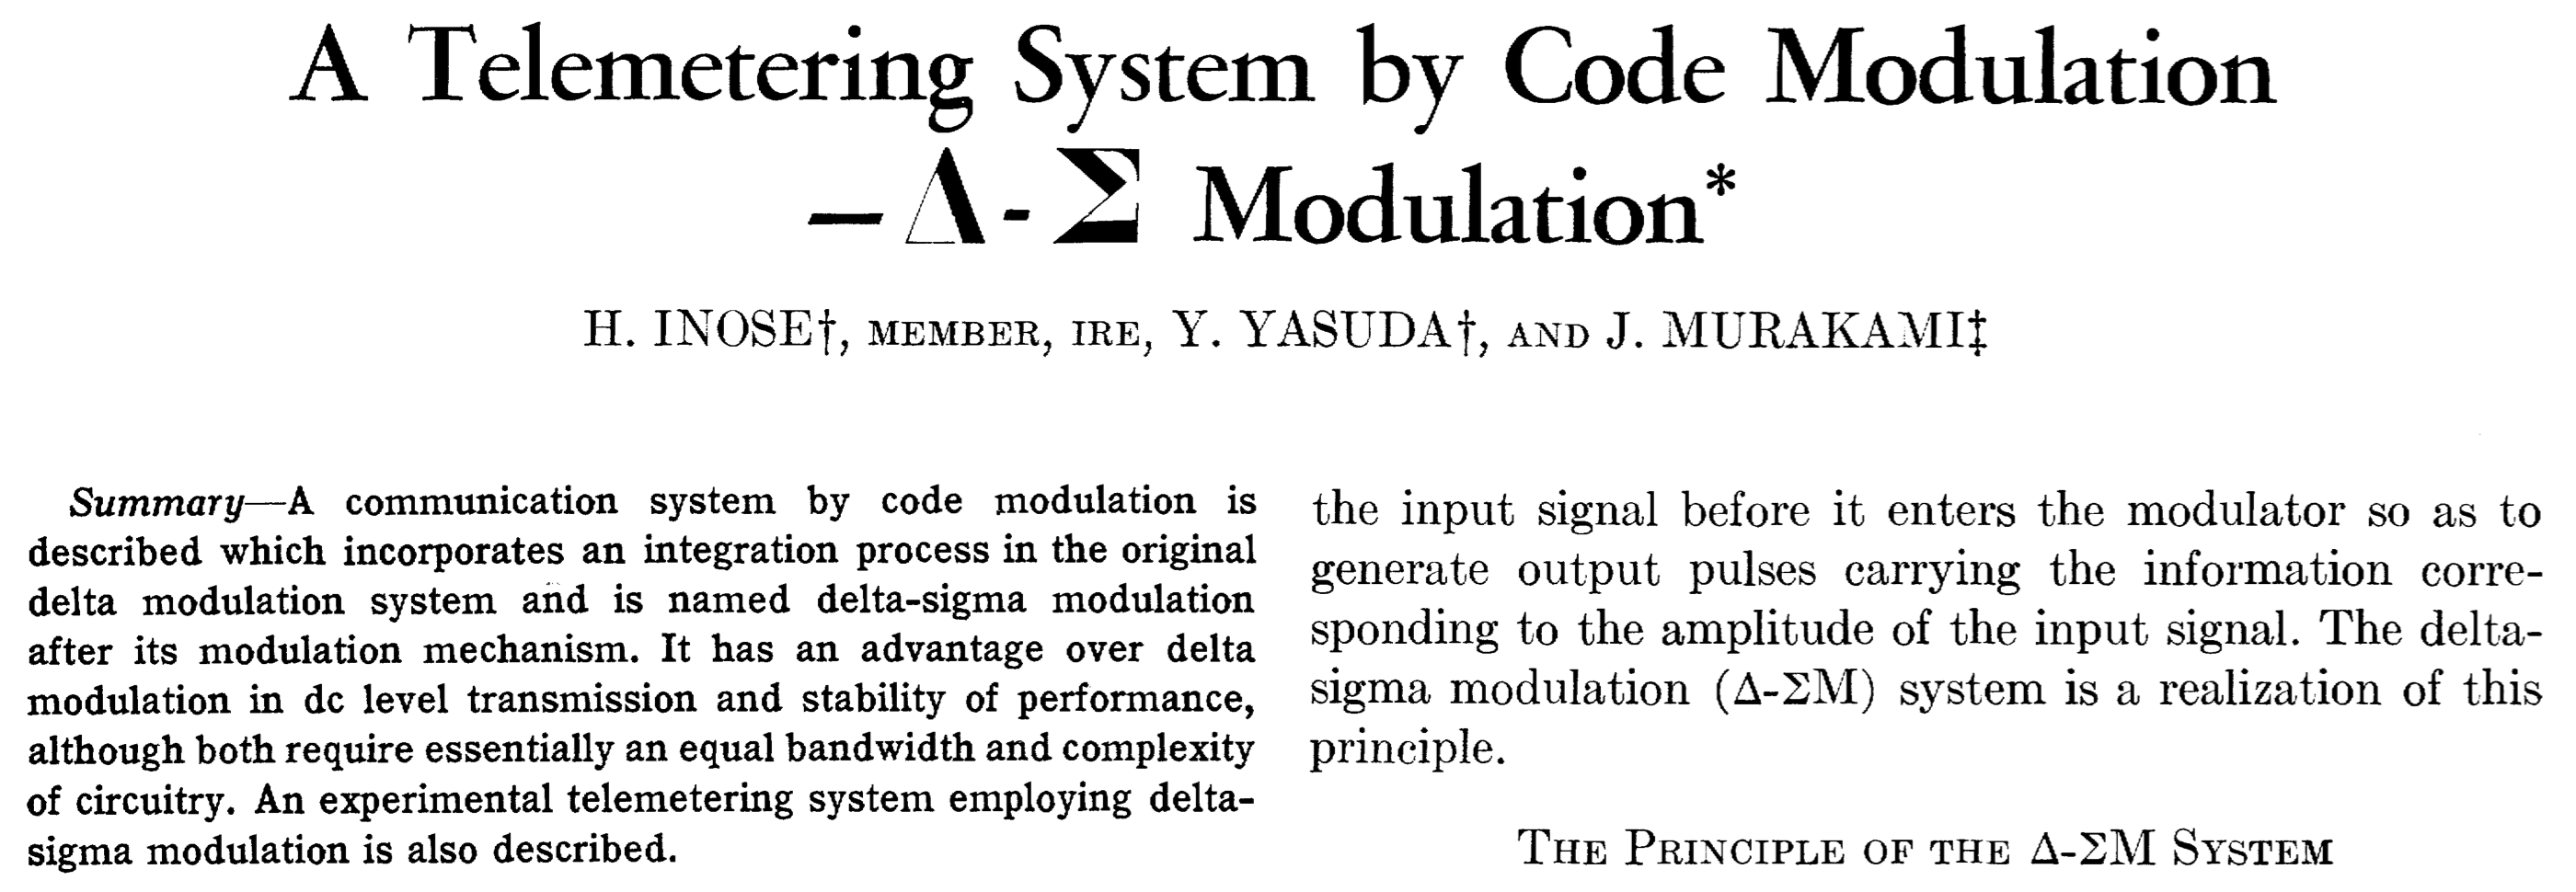 A Telemetering System by Code Modulation
—Δ-Σ Modulation*
H. INOSE†, MEMBER, IRE, Y. YASUDA†, AND J. MURAKAMI‡
Summary—A communication system by code modulation is
described which incorporates an integration process in the original
delta modulation system and is named delta-sigma modulation
after its modulation mechanism. It has an advantage over delta
modulation in dc level transmission and stability of performance,
although both require essentially an equal bandwidth and complexity
of circuitry. An experimental telemetering system employing delta-
sigma modulation is also described.
the input signal before it enters the modulator so as to
generate output pulses carrying the information corre-
sponding to the amplitude of the input signal. The delta-
sigma modulation (Δ-ΣM) system is a realization of this
principle.
THE PRINCIPLE OF THE Δ-ΣM SYSTEM